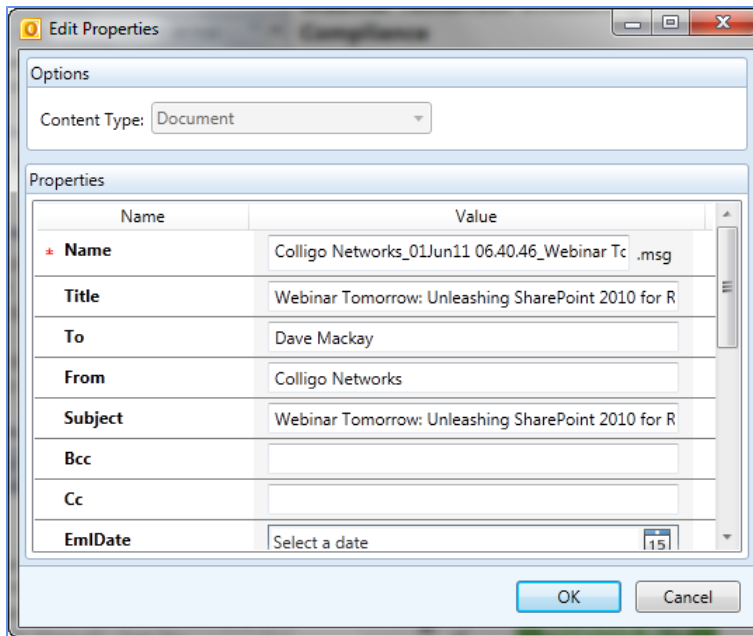 Edit Properties
Compliance
Options
Content Type: Document
Properties
Name Value
* Name Colligo Networks_01Jun11 06.40.46_Webinar Tc .msg
Title Webinar Tomorrow: Unleashing SharePoint 2010 for R
To Dave Mackay
From Colligo Networks
Subject Webinar Tomorrow: Unleashing SharePoint 2010 for R
Bcc
Cc
EmlDate Select a date 15
OK Cancel